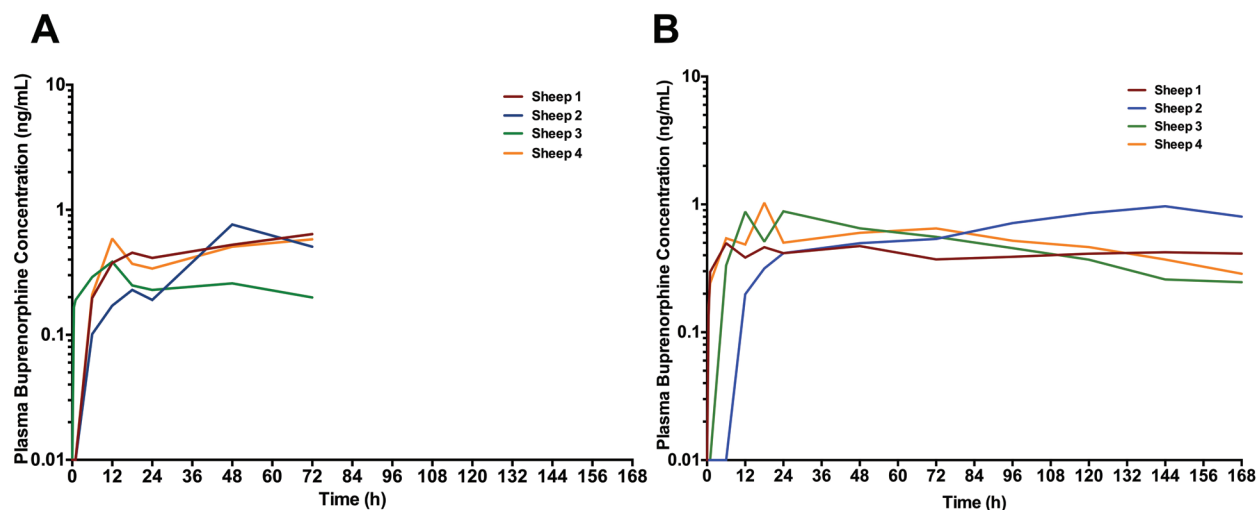 A
Plasma Buprenorphine Concentration (ng/mL)
10
1
0.1
0.01
Sheep 1
Sheep 2
Sheep 3
Sheep 4
0 12 24 36 48 60 72 84 96 108 120 132 144 156 168
Time (h)
B
Plasma Buprenorphine Concentration (ng/mL)
10
1
0.1
0.01
Sheep 1
Sheep 2
Sheep 3
Sheep 4
0 12 24 36 48 60 72 84 96 108 120 132 144 156 168
Time (h)